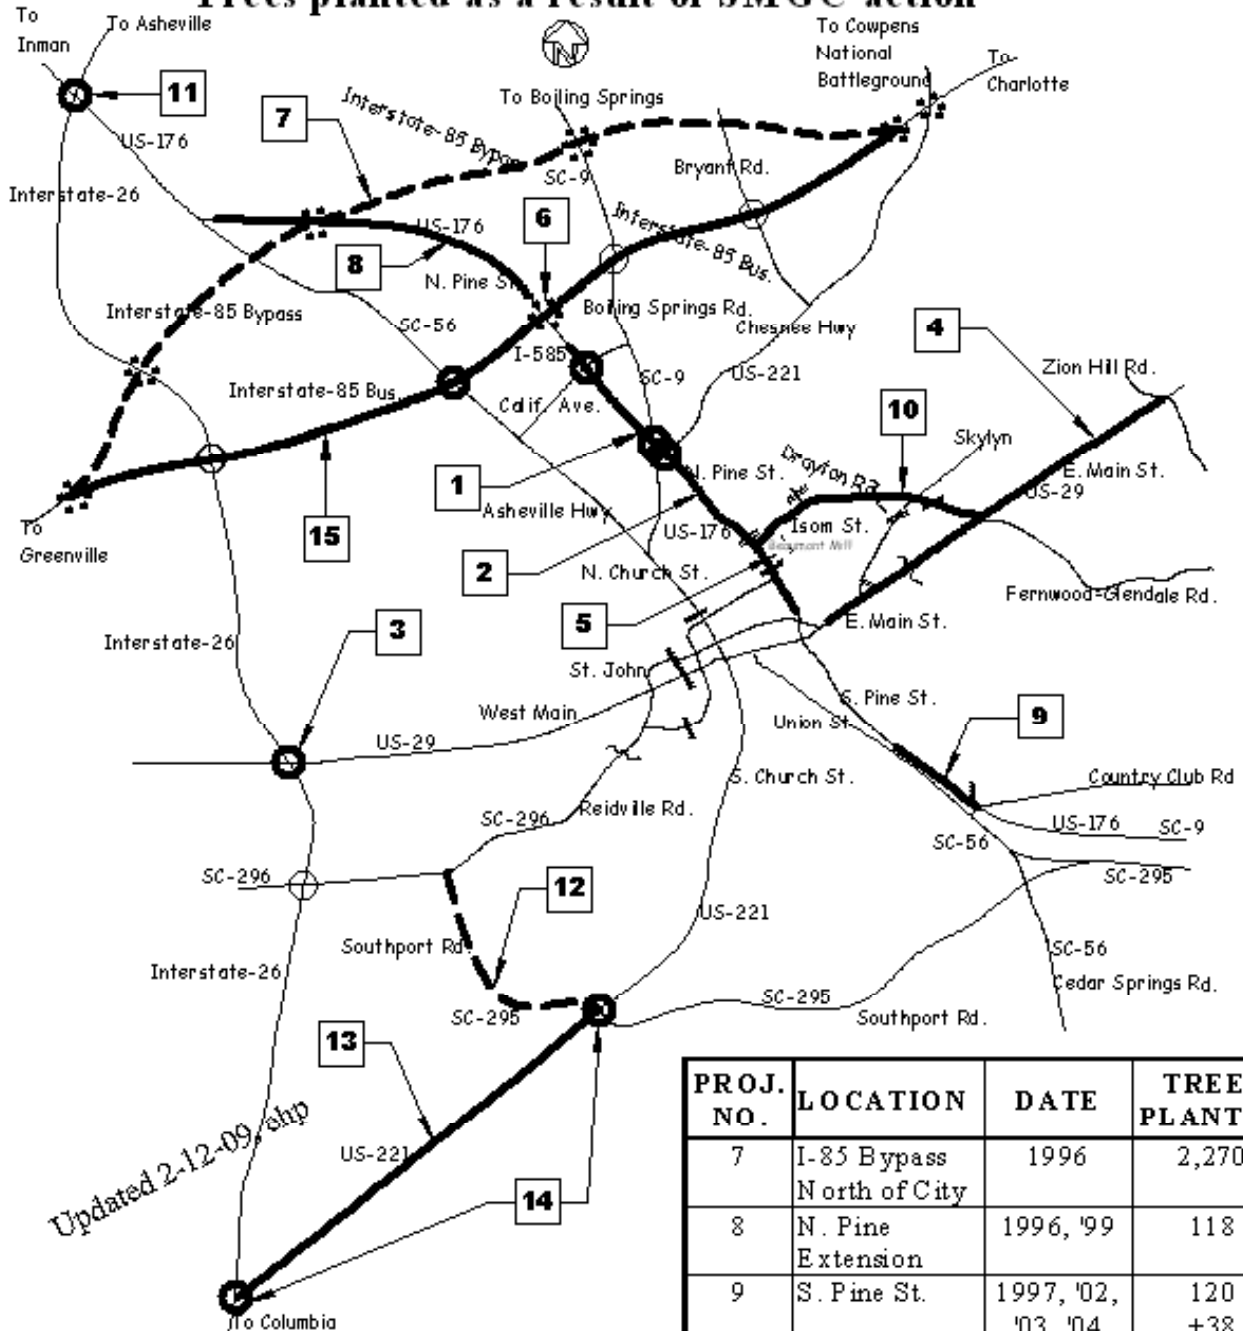 Trees planted as a result of SMGC action
To
Inman
To Asheville
N
To Boiling Springs
To Cowpens
National
Battleground
To
Charlotte
11
7
Interstate-85 Bypass
US-176
SC-9
Bryant Rd.
Interstate-26
6
US-176
8
N. Pine St.
Interstate-85 Bus.
Boiling Springs Rd.
Interstate-85 Bypass
SC-56
Chesnee Hwy
4
I-585
Zion Hill Rd.
Interstate-85 Bus.
SC-9
US-221
Calif. Ave.
10
Skylyn
1
N. Pine St.
Drayton Rd.
E. Main St.
US-29
To
Greenville
15
Asheville Hwy
US-176
Isom St.
Beaumont Mill
2
N. Church St.
Fernwood-Glendale Rd.
5
E. Main St.
Interstate-26
3
St. John
West Main
S. Pine St.
Union St.
9
US-29
S. Church St.
Country Club Rd
Reidville Rd.
SC-296
US-176
SC-9
SC-56
SC-296
SC-295
12
US-221
Southport Rd.
SC-56
Interstate-26
Cedar Springs Rd.
SC-295
SC-295
Southport Rd.
13
Updated 2-12-09, ehp
US-221
14
To Columbia
PROJ. NO. LOCATION DATE TREE PLANT
7 I-85 Bypass North of City 1996 2,270
8 N. Pine Extension 1996, '99 118
9 S. Pine St. 1997, '02, '03, '04 120 +38